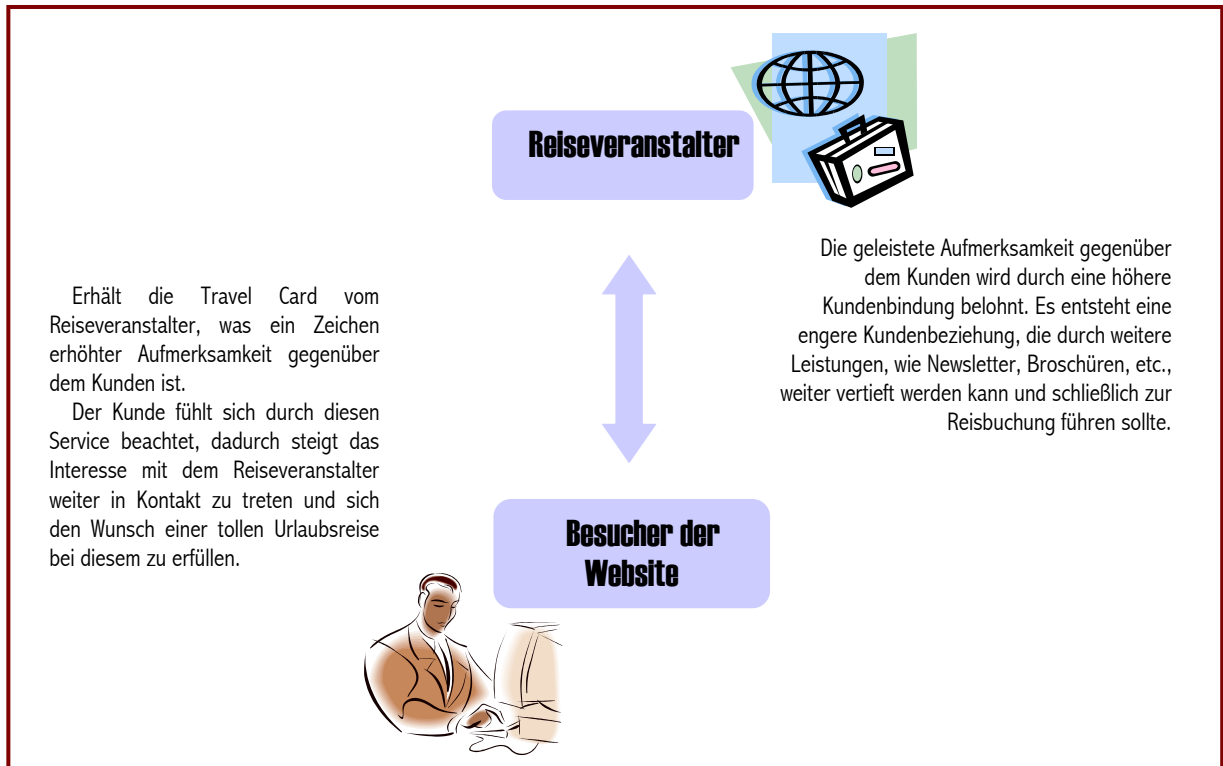 Reiseveranstalter
Die geleistete Aufmerksamkeit gegenüber
dem Kunden wird durch eine höhere
Kundenbindung belohnt. Es entsteht eine
engere Kundenbeziehung, die durch weitere
Leistungen, wie Newsletter, Broschüren, etc.,
weiter vertieft werden kann und schließlich zur
Reisbuchung führen sollte.
Erhält die Travel Card vom
Reiseveranstalter, was ein Zeichen
erhöhter Aufmerksamkeit gegenüber
dem Kunden ist.
Der Kunde fühlt sich durch diesen
Service beachtet, dadurch steigt das
Interesse mit dem Reiseveranstalter
weiter in Kontakt zu treten und sich
den Wunsch einer tollen Urlaubsreise
bei diesem zu erfüllen.
Besucher der
Website